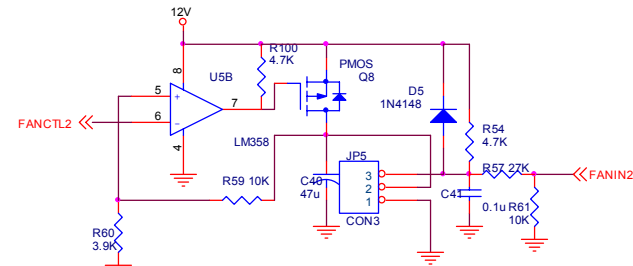 12V
R100
4.7K
PMOS
Q8
8
U5B
5
+
7
6
−
4
LM358
FANCTL2
D5
1N4148
R54
4.7K
JP5
3
2
1
CON3
R57 27K
FANIN2
R59 10K
C40
47u
C41
0.1u
R61
10K
R60
3.9K